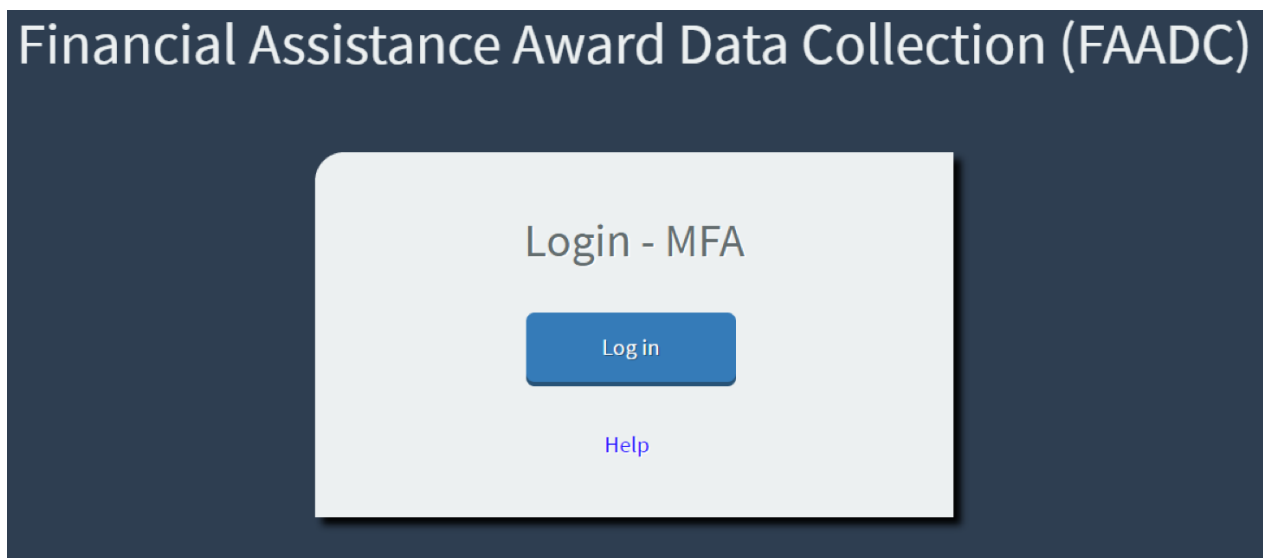 Financial Assistance Award Data Collection (FAADC)
Login - MFA
Log in
Help